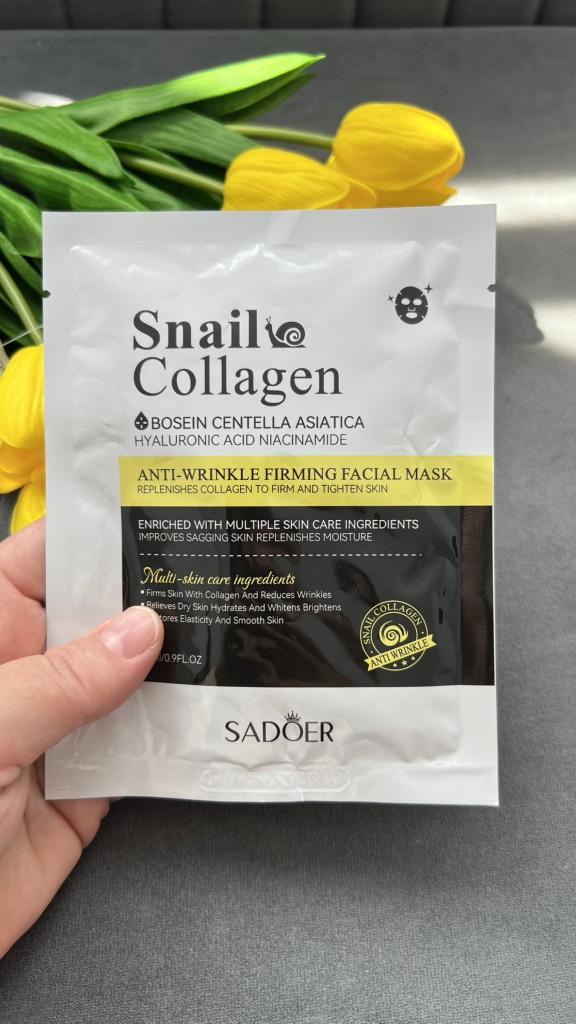 Snail
Collagen
BOSEIN CENTELLA ASIATICA
HYALURONIC ACID NIACINAMIDE
ANTI-WRINKLE FIRMING FACIAL MASK
REPLENISHES COLLAGEN TO FIRM AND TIGHTEN SKIN
ENRICHED WITH MULTIPLE SKIN CARE INGREDIENTS
IMPROVES SAGGING SKIN REPLENISHES MOISTURE
Multi-skin care ingredients
Firms Skin With Collagen And Reduces Wrinkles
Relieves Dry Skin Hydrates And Whitens Brightens
Elasticity And Smooth Skin
/0.9FL.OZ
SNAIL COLLAGEN
ANTI WRINKLE
SADOER